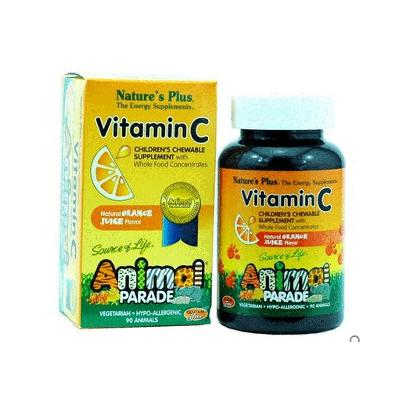 Nature's Plus.
The Energy Supplements.
Vitamin C
CHILDREN'S CHEWABLE
SUPPLEMENT with
Whole Food Concentrates
Natural ORANGE
JUICE Flavor
Source of Life.
Animal
PARADE
VEGETARIAN • HYPO-ALLERGENIC
90 ANIMALS
Vitamin C
Nature's Plus. The Energy Supplements.
Vitamin C
CHILDREN'S CHEWABLE
SUPPLEMENT with
Whole Food Concentrates
Natural ORANGE
JUICE Flavor
Source of Life.
Animal
PARADE
VEGETARIAN • HYPO-ALLERGENIC
90 ANIMALS